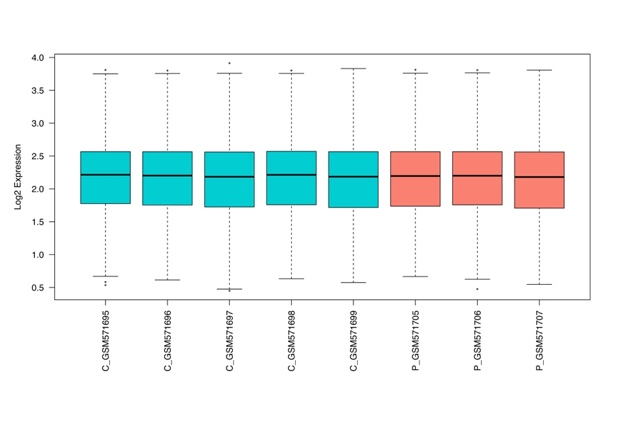 Log2 Expression
4.0
3.5
3.0
2.5
2.0
1.5
1.0
0.5
C_GSM571695
C_GSM571696
C_GSM571697
C_GSM571698
C_GSM571699
P_GSM571705
P_GSM571706
P_GSM571707